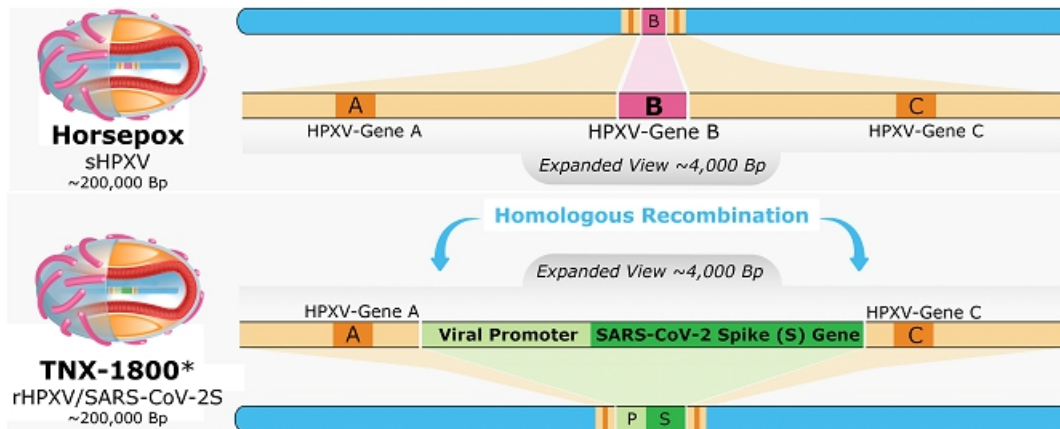 B
A
B
C
HPXV-Gene A
HPXV-Gene B
HPXV-Gene C
Horsepox
sHPXV
~200,000 Bp
Expanded View ~4,000 Bp
Homologous Recombination
Expanded View ~4,000 Bp
HPXV-Gene A
HPXV-Gene C
A
Viral Promoter
SARS-CoV-2 Spike (S) Gene
C
TNX-1800*
rHPXV/SARS-CoV-2S
~200,000 Bp
P
S